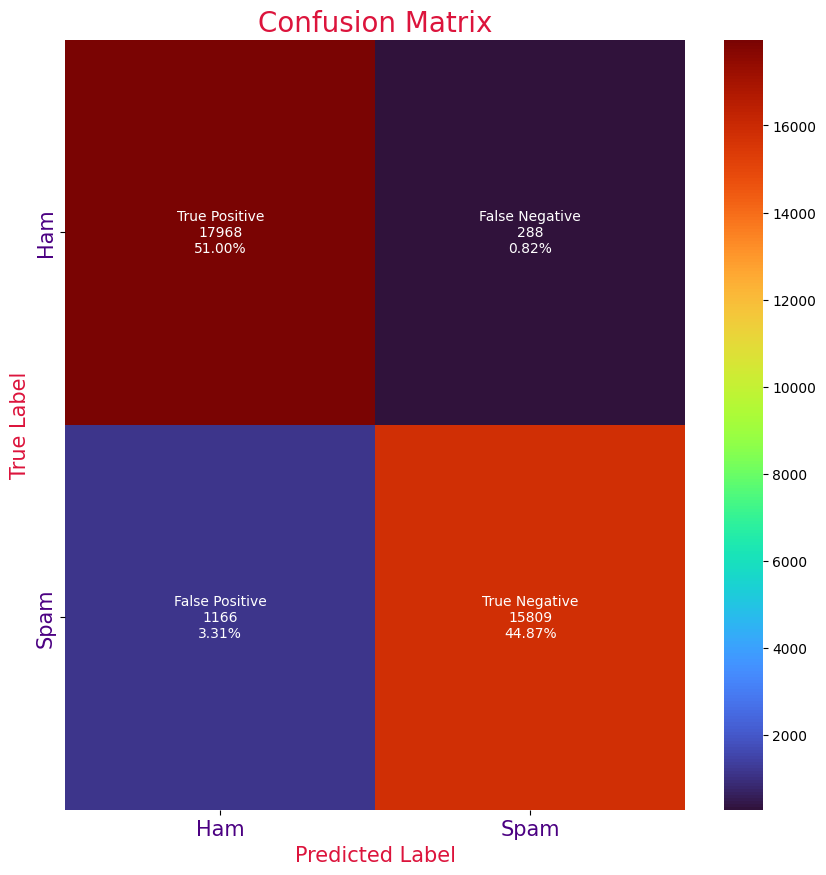 Confusion Matrix
True Label
Ham
Spam
True Positive
17968
51.00%
False Negative
288
0.82%
False Positive
1166
3.31%
True Negative
15809
44.87%
Ham
Spam
Predicted Label
16000
14000
12000
10000
8000
6000
4000
2000